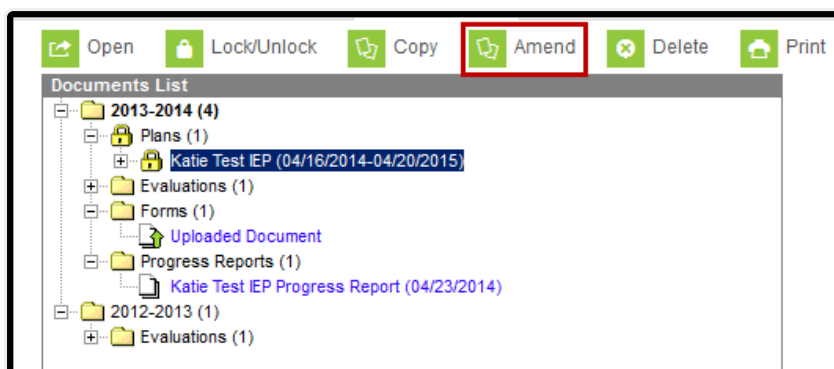 Open Lock/Unlock Copy Amend Delete Print
Documents List
2013-2014 (4)
Plans (1)
Katie Test IEP (04/16/2014-04/20/2015)
Evaluations (1)
Forms (1)
Uploaded Document
Progress Reports (1)
Katie Test IEP Progress Report (04/23/2014)
2012-2013 (1)
Evaluations (1)